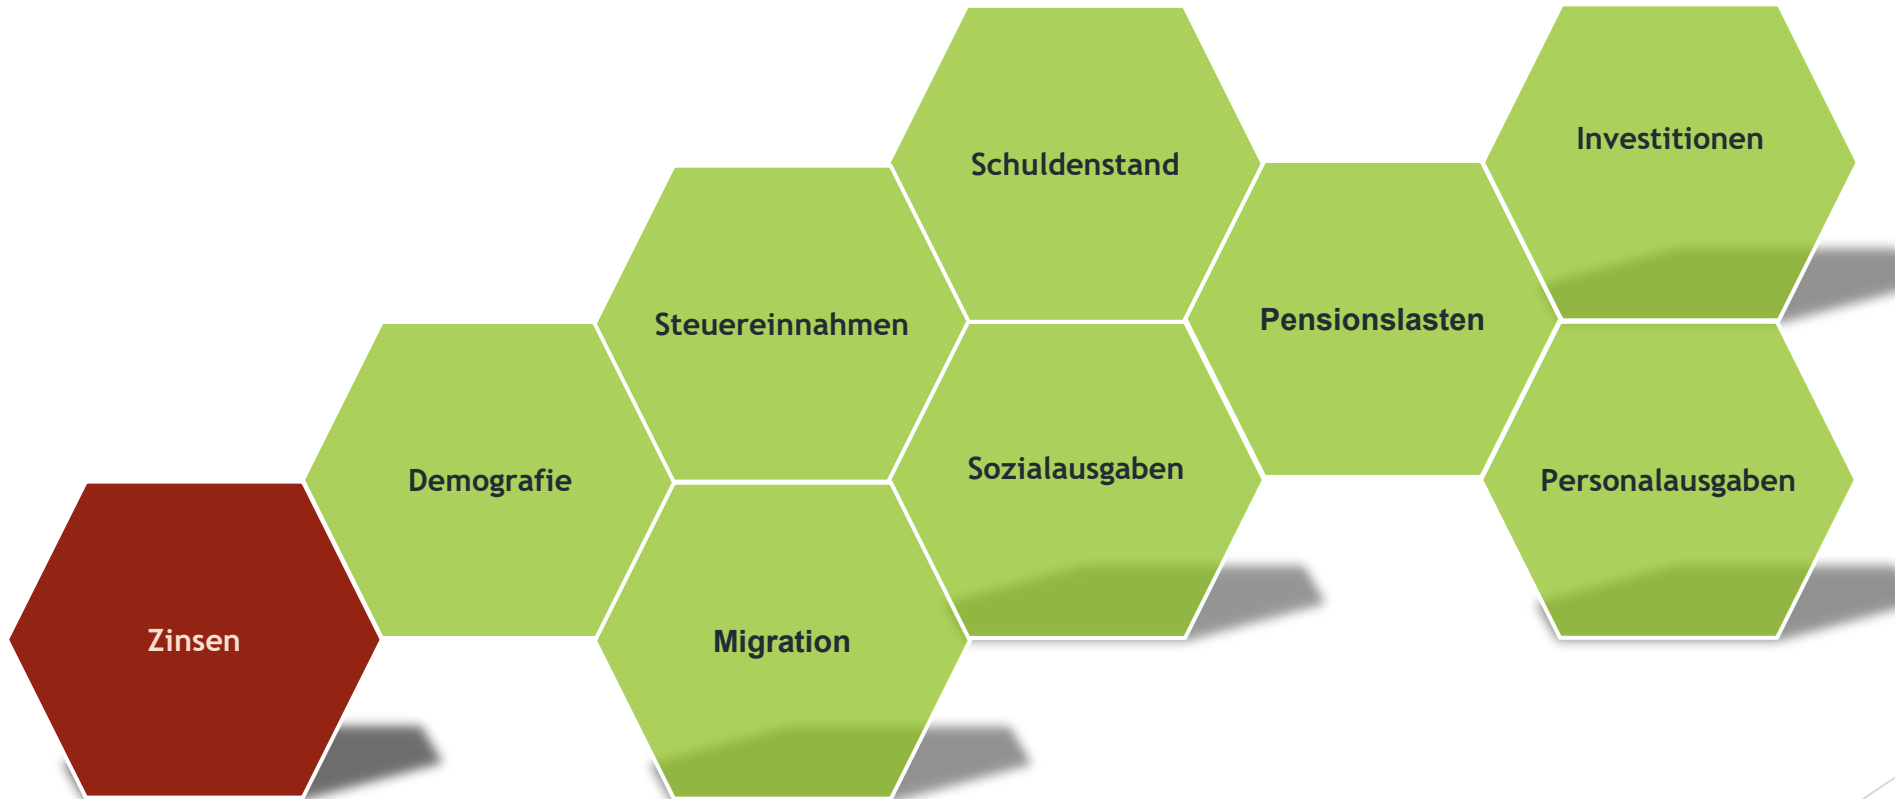 Investitionen
Schuldenstand
Pensionslasten
Steuereinnahmen
Sozialausgaben
Personalausgaben
Demografie
Zinsen
Migration